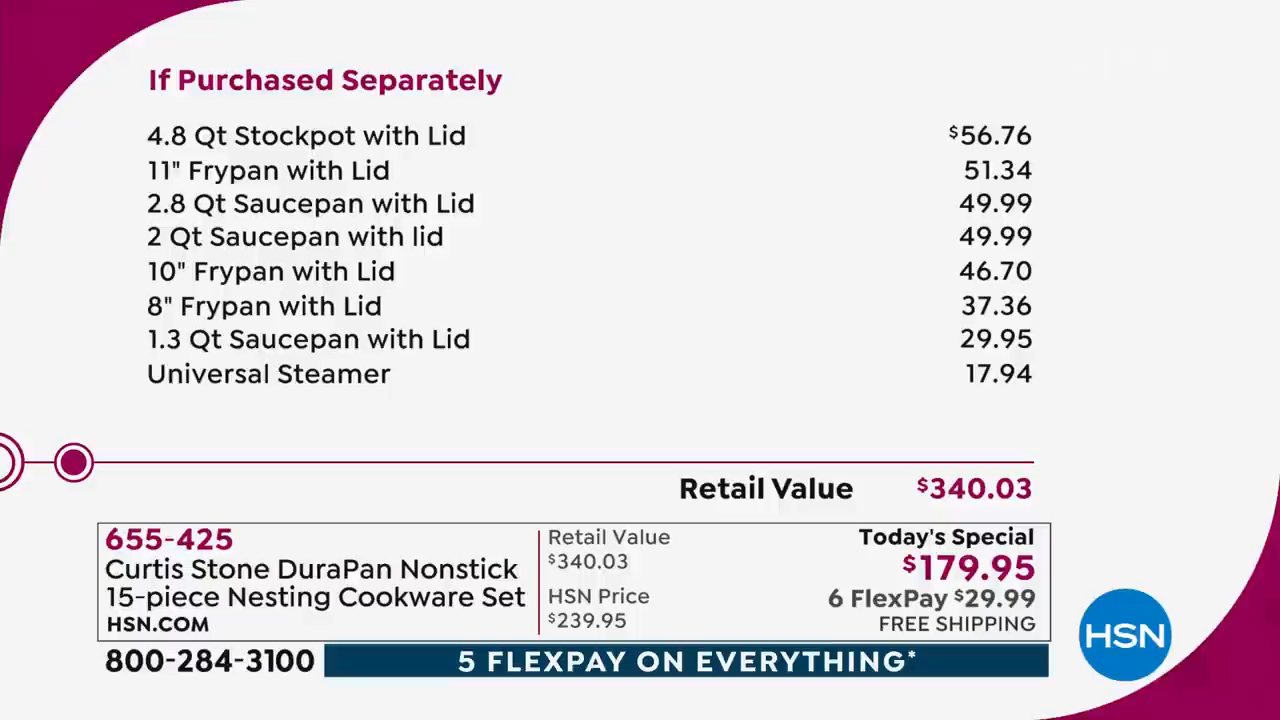 If Purchased Separately
4.8 Qt Stockpot with Lid $56.76
11" Frypan with Lid 51.34
2.8 Qt Saucepan with Lid 49.99
2 Qt Saucepan with lid 49.99
10" Frypan with Lid 46.70
8" Frypan with Lid 37.36
1.3 Qt Saucepan with Lid 29.95
Universal Steamer 17.94
Retail Value $340.03
655-425
Curtis Stone DuraPan Nonstick
15-piece Nesting Cookware Set
HSN.COM
Retail Value
$340.03
HSN Price
$239.95
Today's Special
$179.95
6 FlexPay $29.99
FREE SHIPPING
HSN
800-284-3100 5 FLEXPAY ON EVERYTHING*